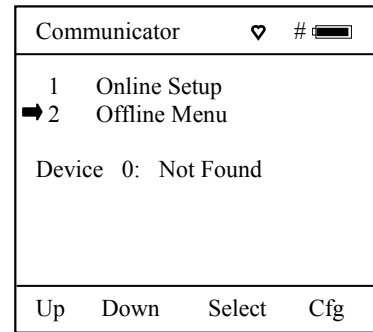 Communicator ♥ #
1 Online Setup
2 Offline Menu
Device 0: Not Found
Up Down Select Cfg